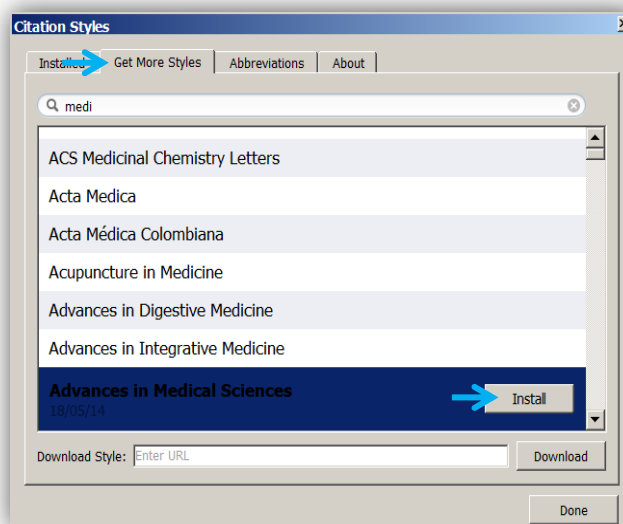 Citation Styles
Installed Get More Styles Abbreviations About
medi
ACS Medicinal Chemistry Letters
Acta Medica
Acta Médica Colombiana
Acupuncture in Medicine
Advances in Digestive Medicine
Advances in Integrative Medicine
Advances in Medical Sciences
Install
18/05/14
Download Style: Enter URL Download
Done